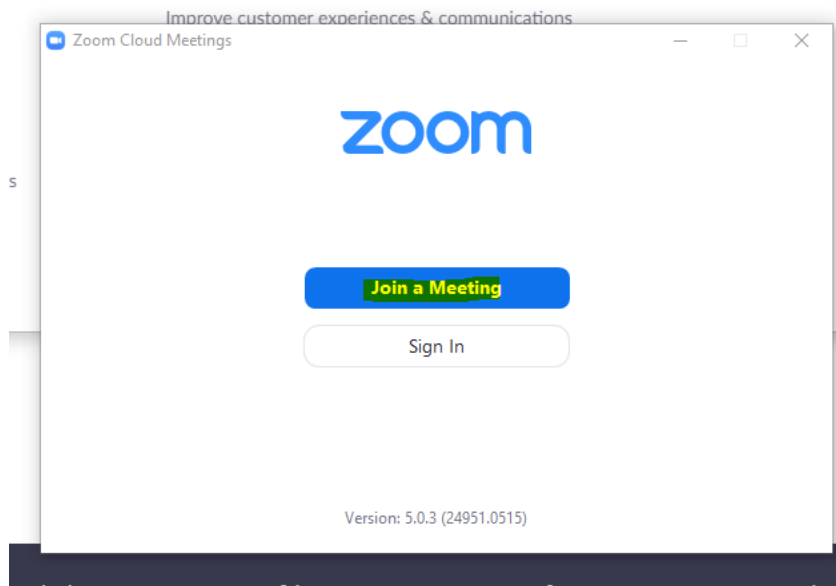 Improve customer experiences & communications
Zoom Cloud Meetings
zoom
s
Join a Meeting
Sign In
Version: 5.0.3 (24951.0515)